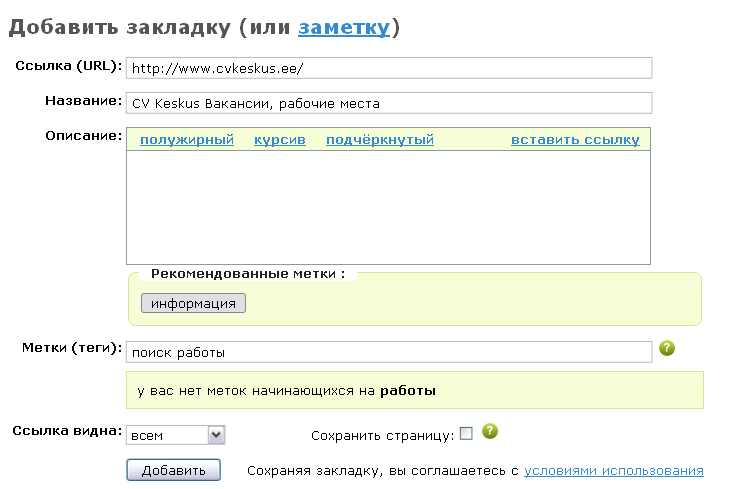 Добавить закладку (или заметку)
Ссылка (URL): http://www.cvkeskus.ee/
Название: CV Keskus Вакансии, рабочие места
Описание: полужирный курсив подчёркнутый вставить ссылку
Рекомендованные метки :
информация
Метки (теги): поиск работы ?
у вас нет меток начинающихся на работы
Ссылка видна: всем Сохранить страницу: ?
Добавить Сохраняя закладку, вы соглашаетесь с условиями использования